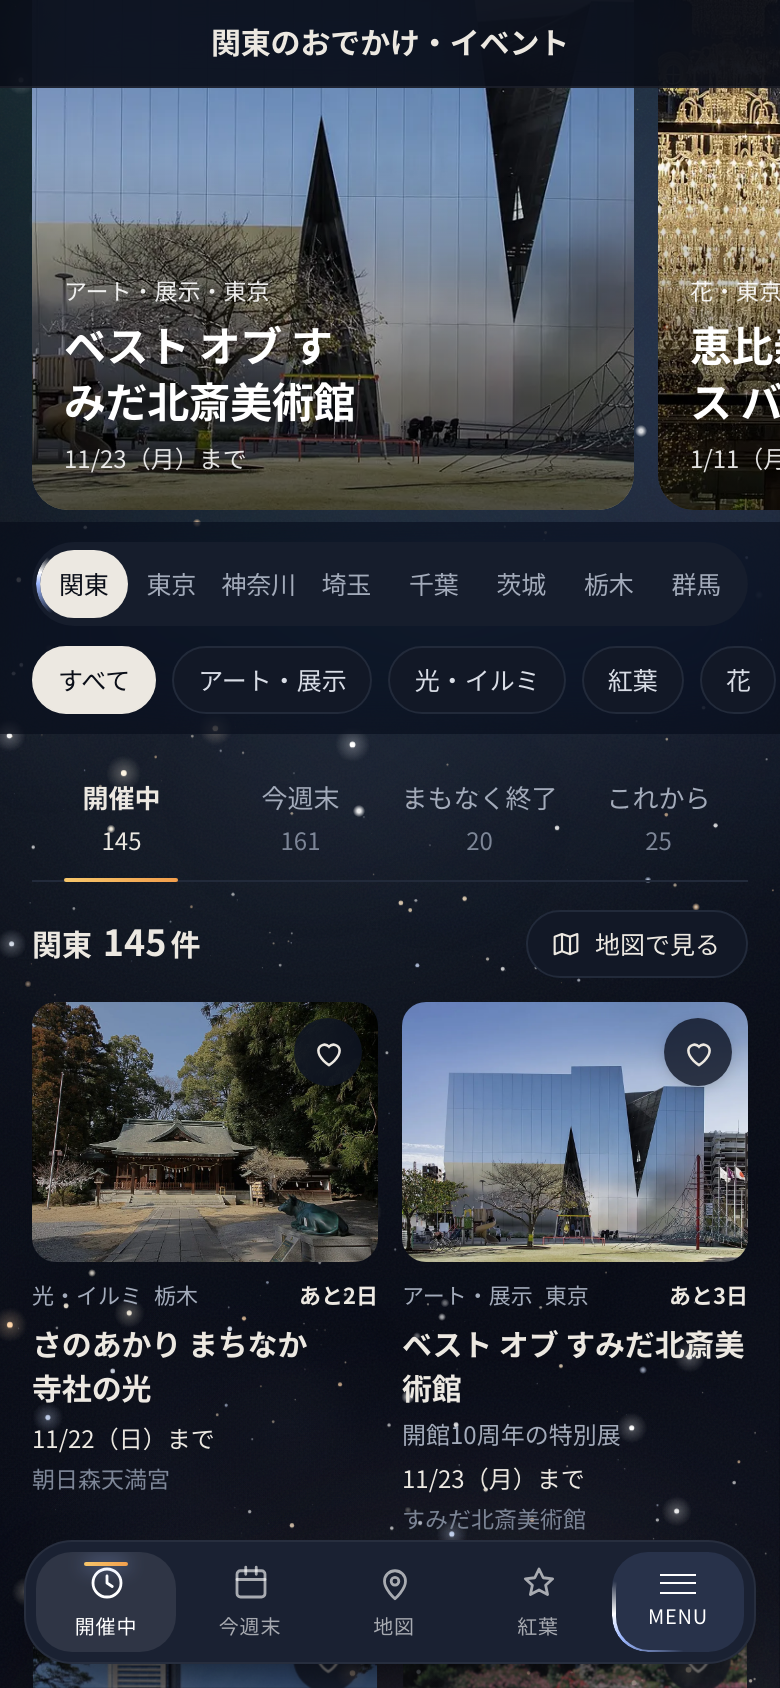 関東のおでかけ・イベント
アート・展示・東京
ベスト オブ す
みだ北斎美術館
11/23（月）まで
花・東京
恵比
ス バ
1/11（月
関東 東京 神奈川 埼玉 千葉 茨城 栃木 群馬
すべて アート・展示 光・イルミ 紅葉 花
開催中 今週末 まもなく終了 これから
145 161 20 25
関東 145件
地図で見る
光・イルミ 栃木 あと2日
さのあかり まちなか
寺社の光
11/22（日）まで
朝日森天満宮
アート・展示 東京 あと3日
ベスト オブ すみだ北斎美
術館
開館10周年の特別展
11/23（月）まで
すみだ北斎美術館
開催中 今週末 地図 紅葉 MENU